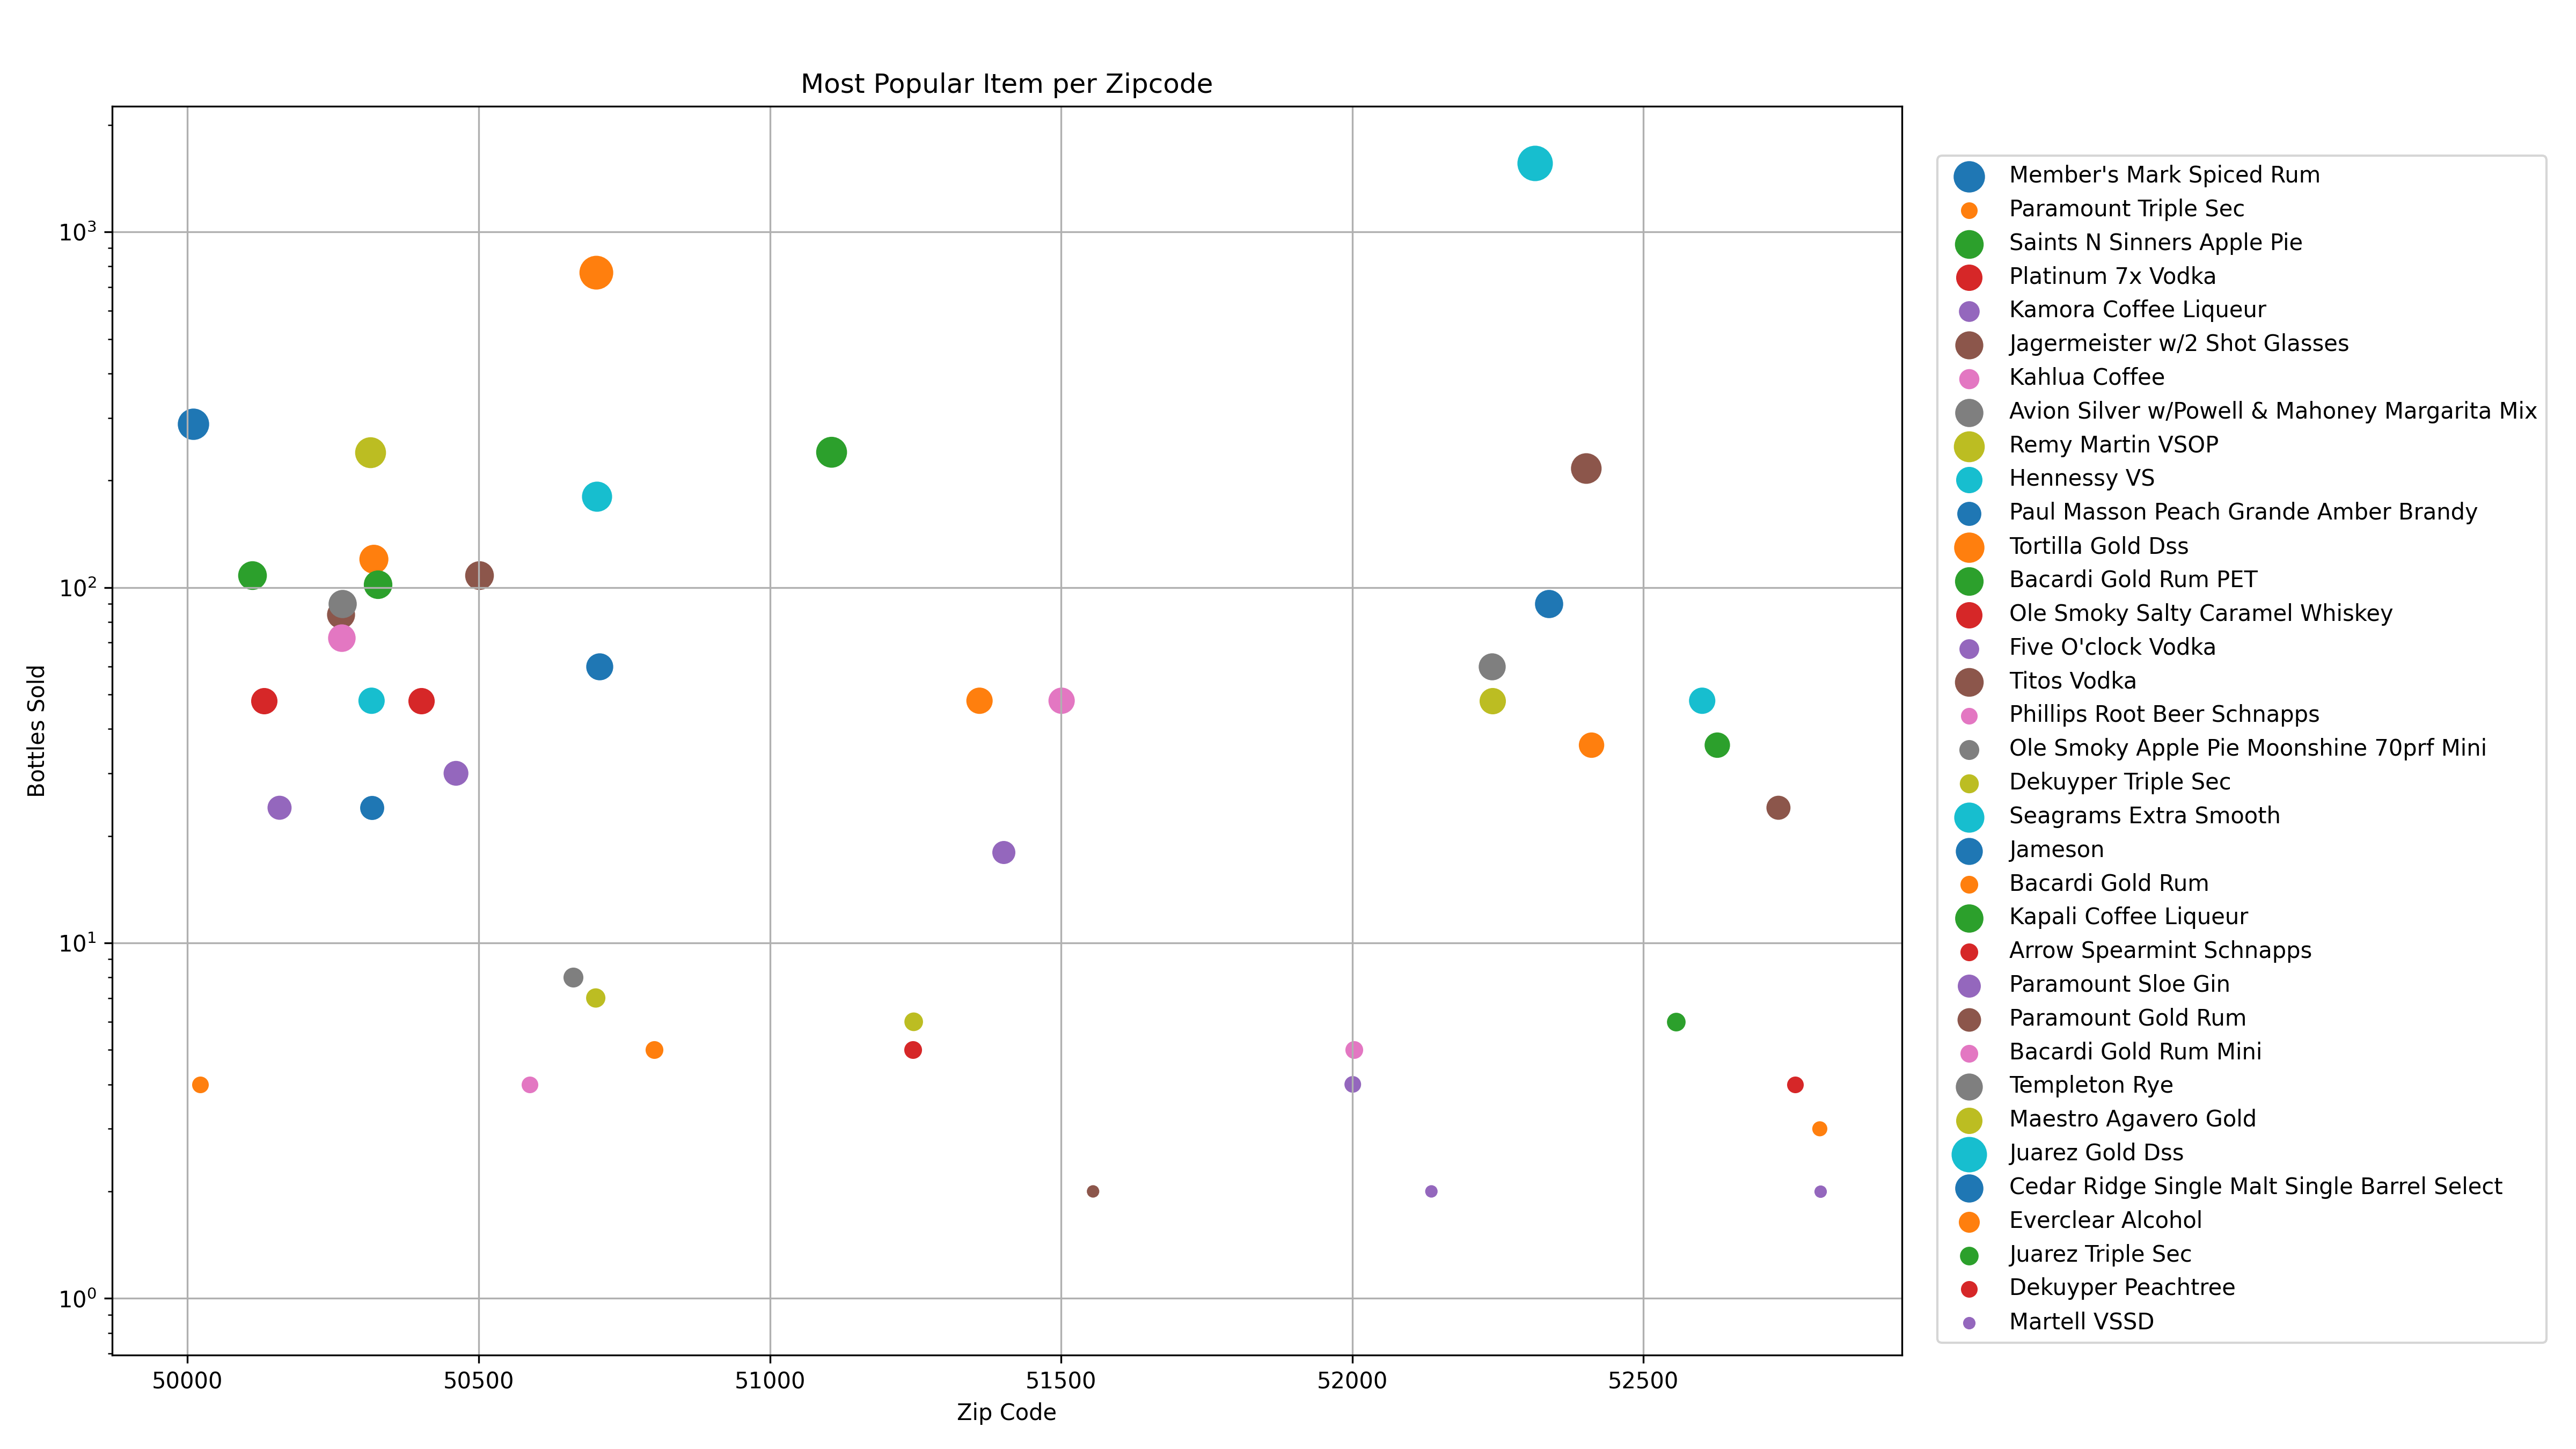 Most Popular Item per Zipcode
Bottles Sold
10³
10²
10¹
10⁰
50000 50500 51000 51500 52000 52500
Zip Code
Member's Mark Spiced Rum
Paramount Triple Sec
Saints N Sinners Apple Pie
Platinum 7x Vodka
Kamora Coffee Liqueur
Jagermeister w/2 Shot Glasses
Kahlua Coffee
Avion Silver w/Powell & Mahoney Margarita Mix
Remy Martin VSOP
Hennessy VS
Paul Masson Peach Grande Amber Brandy
Tortilla Gold Dss
Bacardi Gold Rum PET
Ole Smoky Salty Caramel Whiskey
Five O'clock Vodka
Titos Vodka
Phillips Root Beer Schnapps
Ole Smoky Apple Pie Moonshine 70prf Mini
Dekuyper Triple Sec
Seagrams Extra Smooth
Jameson
Bacardi Gold Rum
Kapali Coffee Liqueur
Arrow Spearmint Schnapps
Paramount Sloe Gin
Paramount Gold Rum
Bacardi Gold Rum Mini
Templeton Rye
Maestro Agavero Gold
Juarez Gold Dss
Cedar Ridge Single Malt Single Barrel Select
Everclear Alcohol
Juarez Triple Sec
Dekuyper Peachtree
Martell VSSD